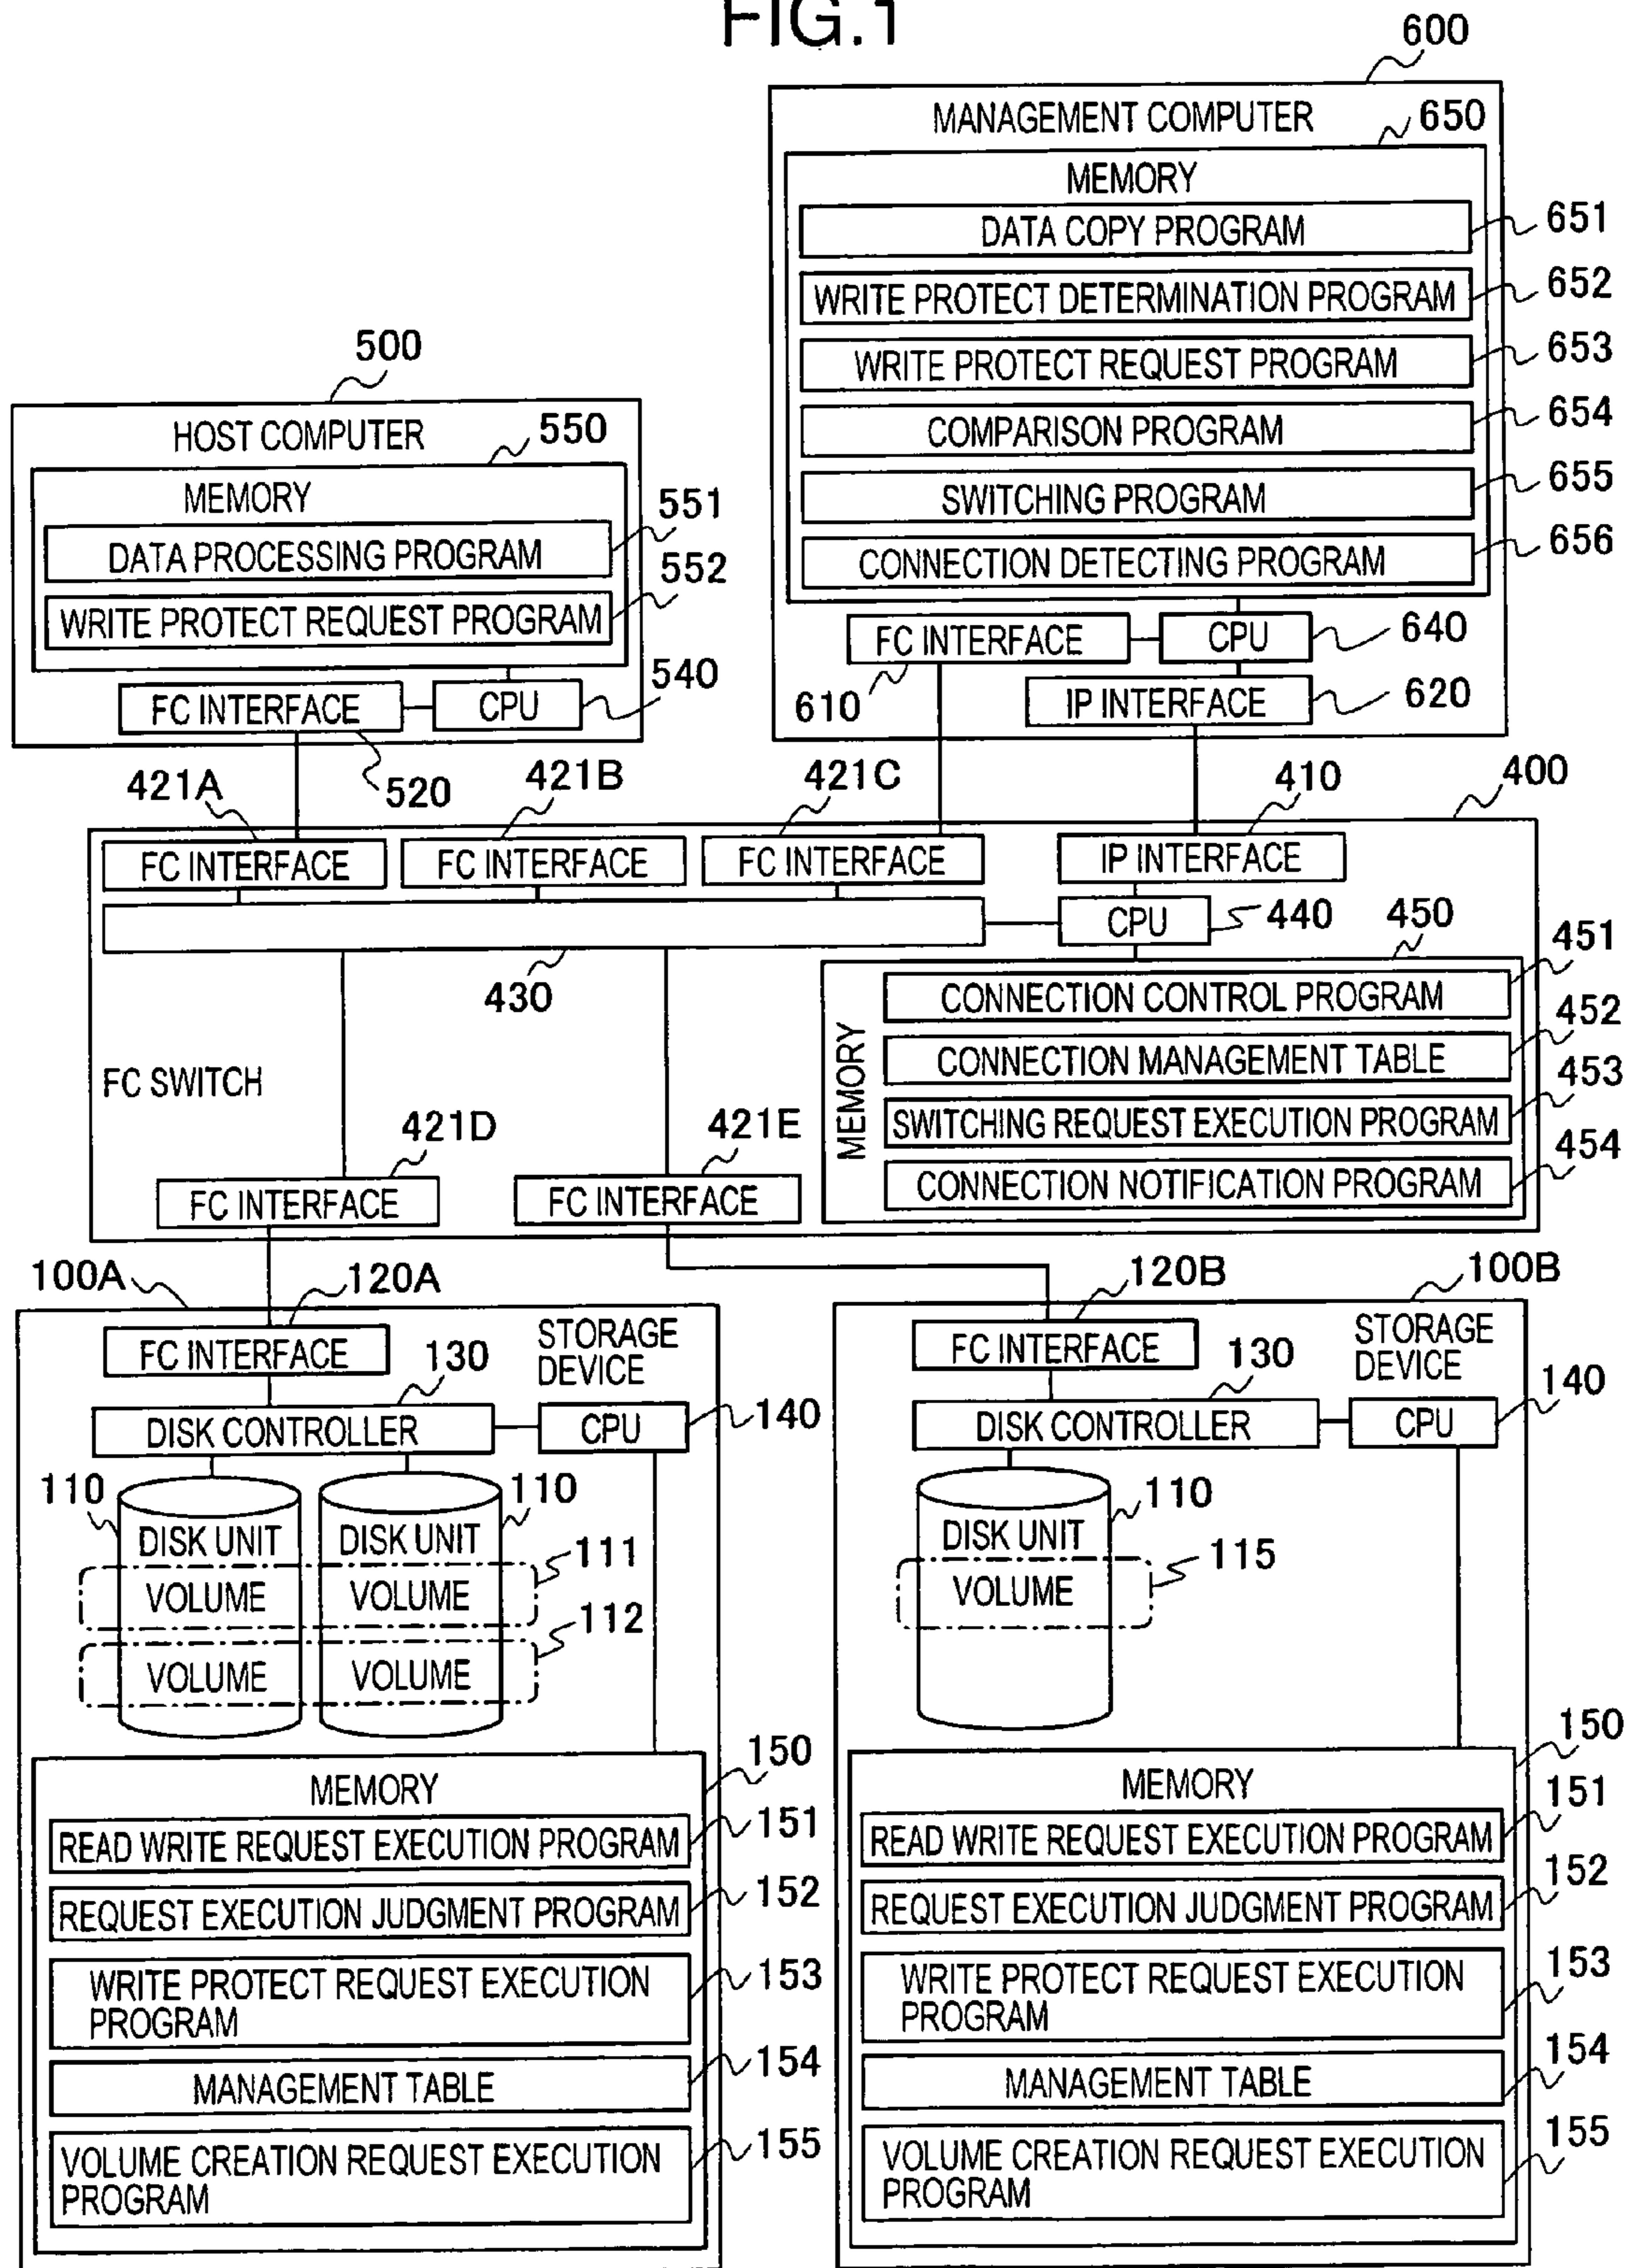 FIG.1
600
MANAGEMENT COMPUTER
650
MEMORY
DATA COPY PROGRAM
651
WRITE PROTECT DETERMINATION PROGRAM
652
WRITE PROTECT REQUEST PROGRAM
653
COMPARISON PROGRAM
654
SWITCHING PROGRAM
655
CONNECTION DETECTING PROGRAM
656
FC INTERFACE
CPU
640
610
IP INTERFACE
620
500
HOST COMPUTER
550
MEMORY
551
DATA PROCESSING PROGRAM
552
WRITE PROTECT REQUEST PROGRAM
540
FC INTERFACE
CPU
520
421A
421B
421C
410
400
FC INTERFACE
FC INTERFACE
FC INTERFACE
IP INTERFACE
CPU
440
450
430
451
CONNECTION CONTROL PROGRAM
452
MEMORY
CONNECTION MANAGEMENT TABLE
453
SWITCHING REQUEST EXECUTION PROGRAM
454
CONNECTION NOTIFICATION PROGRAM
FC SWITCH
421D
421E
FC INTERFACE
FC INTERFACE
100A
120A
FC INTERFACE
STORAGE
DEVICE
130
DISK CONTROLLER
CPU
140
110
110
DISK UNIT
DISK UNIT
111
VOLUME
VOLUME
112
VOLUME
VOLUME
150
MEMORY
READ WRITE REQUEST EXECUTION PROGRAM
151
REQUEST EXECUTION JUDGMENT PROGRAM
152
WRITE PROTECT REQUEST EXECUTION
PROGRAM
153
MANAGEMENT TABLE
154
VOLUME CREATION REQUEST EXECUTION
PROGRAM
155
120B
100B
FC INTERFACE
STORAGE
DEVICE
130
140
DISK CONTROLLER
CPU
110
DISK UNIT
115
VOLUME
150
MEMORY
151
READ WRITE REQUEST EXECUTION PROGRAM
152
REQUEST EXECUTION JUDGMENT PROGRAM
153
WRITE PROTECT REQUEST EXECUTION
PROGRAM
154
MANAGEMENT TABLE
155
VOLUME CREATION REQUEST EXECUTION
PROGRAM